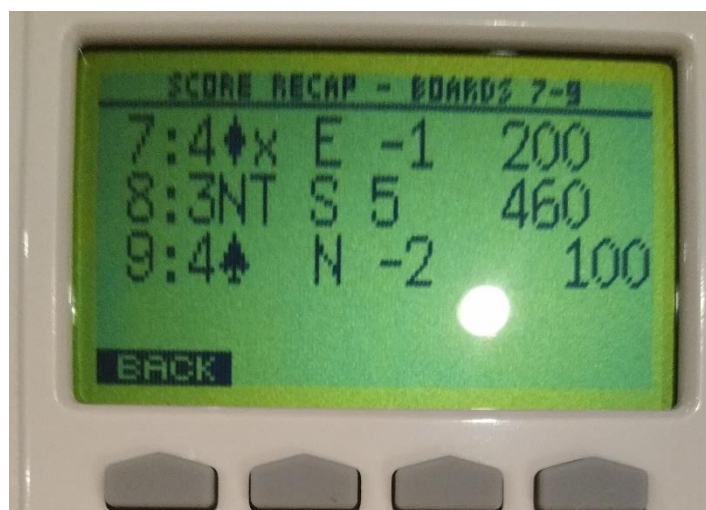 SCORE RECAP - BOARDS 7-9
7:4♦x E -1 200
8:3NT S 5 460
9:4♠ N -2 100
BACK